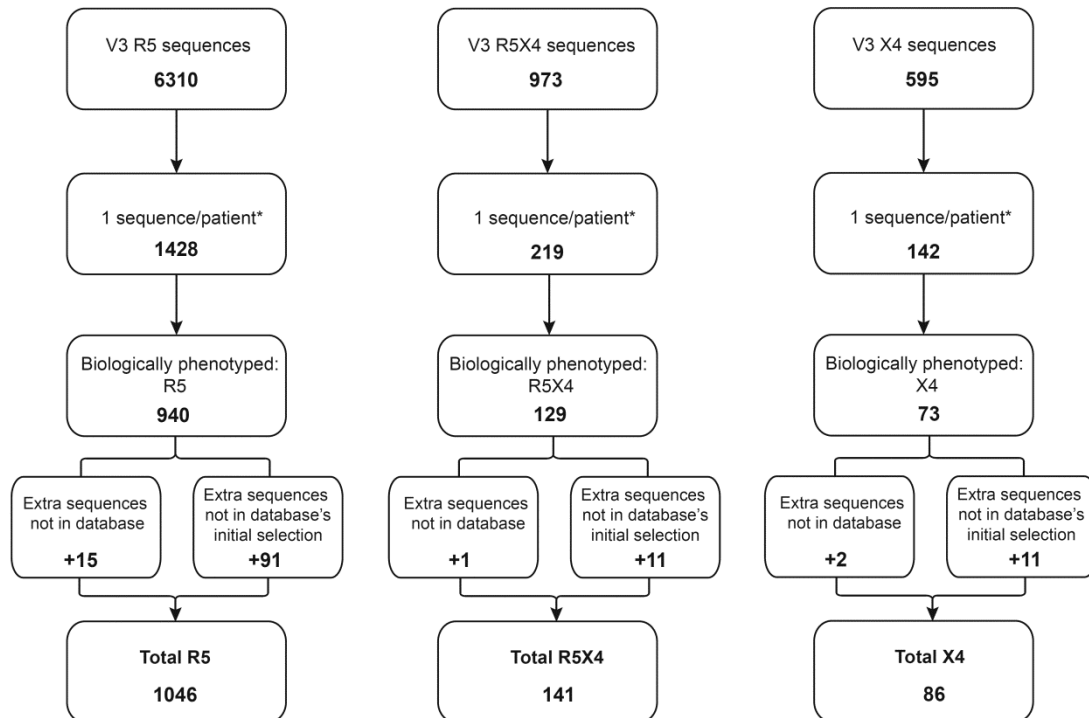 V3 R5 sequences
6310
1 sequence/patient*
1428
Biologically phenotyped:
R5
940
Extra sequences
not in database
+15
Extra sequences
not in database's
initial selection
+91
Total R5
1046
V3 R5X4 sequences
973
1 sequence/patient*
219
Biologically phenotyped:
R5X4
129
Extra sequences
not in database
+1
Extra sequences
not in database's
initial selection
+11
Total R5X4
141
V3 X4 sequences
595
1 sequence/patient*
142
Biologically phenotyped:
X4
73
Extra sequences
not in database
+2
Extra sequences
not in database's
initial selection
+11
Total X4
86